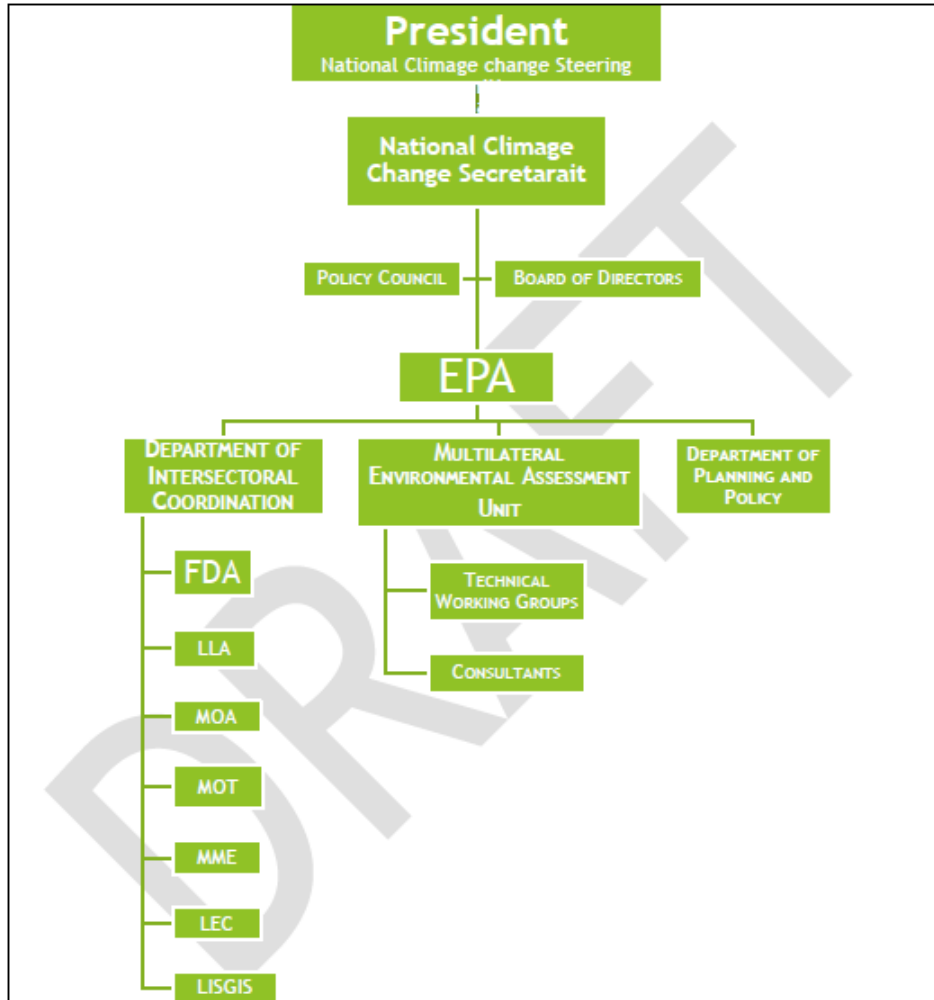 President
National Climage change Steering
National Climage
Change Secretarait
POLICY COUNCIL
BOARD OF DIRECTORS
EPA
DEPARTMENT OF
INTERSECTORAL
COORDINATION
MULTILATERAL
ENVIRONMENTAL ASSESSMENT
UNIT
DEPARTMENT OF
PLANNING AND
POLICY
FDA
TECHNICAL
WORKING GROUPS
LLA
CONSULTANTS
MOA
MOT
MME
LEC
LISGIS
DRAFT